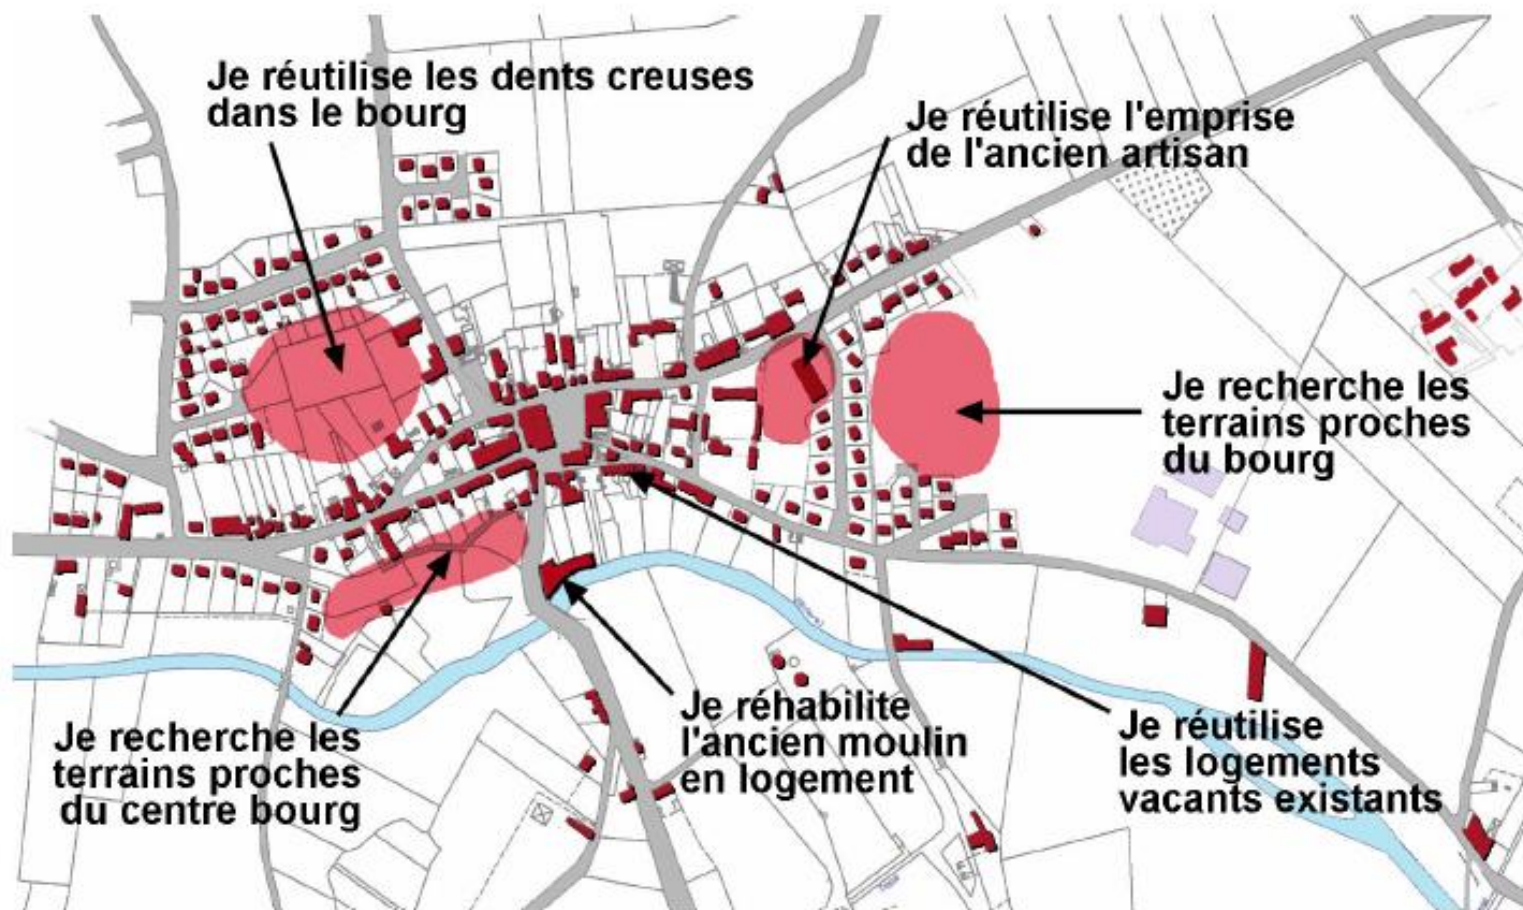 Je réutilise les dents creuses
dans le bourg
Je réutilise l'emprise
de l'ancien artisan
Je recherche les
terrains proches
du bourg
Je recherche les
terrains proches
du centre bourg
Je réhabilite
l'ancien moulin
en logement
Je réutilise
les logements
vacants existants